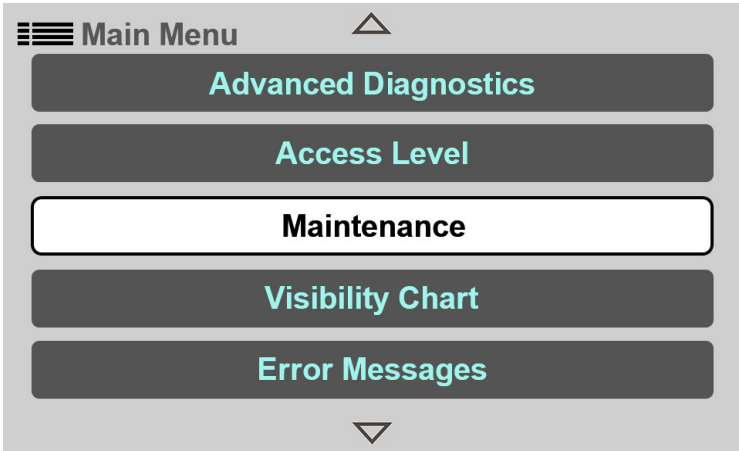 Main Menu
Advanced Diagnostics
Access Level
Maintenance
Visibility Chart
Error Messages